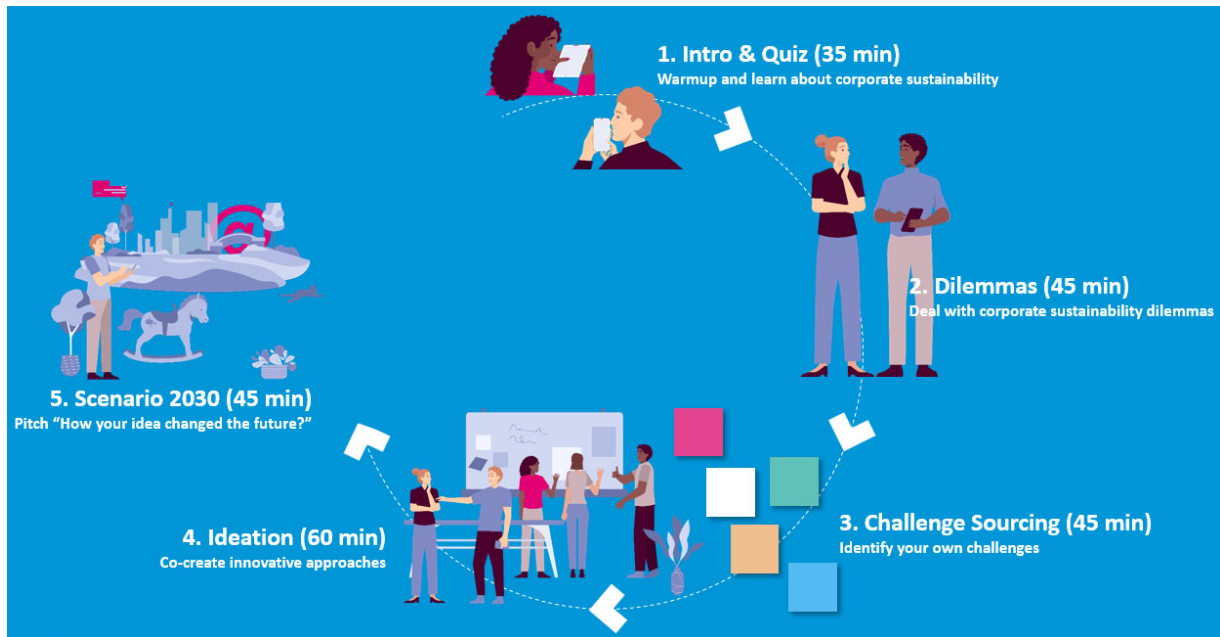 1. Intro & Quiz (35 min)
Warmup and learn about corporate sustainability
2. Dilemmas (45 min)
Deal with corporate sustainability dilemmas
3. Challenge Sourcing (45 min)
Identify your own challenges
4. Ideation (60 min)
Co-create innovative approaches
5. Scenario 2030 (45 min)
Pitch “How your idea changed the future?”
@